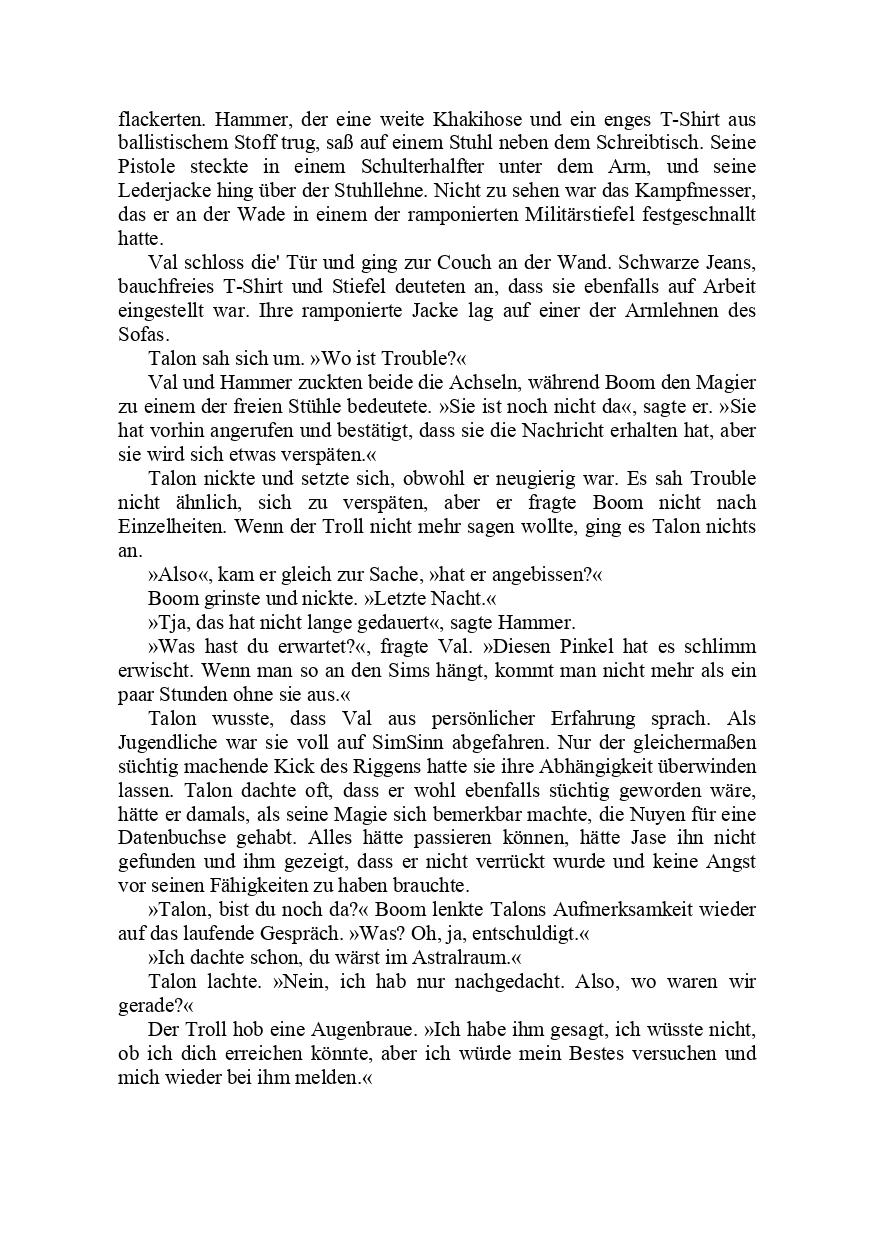 flackerten. Hammer, der eine weite Khakihose und ein enges T-Shirt aus
ballistischem Stoff trug, saß auf einem Stuhl neben dem Schreibtisch. Seine
Pistole steckte in einem Schulterhalfter unter dem Arm, und seine
Lederjacke hing über der Stuhllehne. Nicht zu sehen war das Kampfmesser,
das er an der Wade in einem der ramponierten Militärstiefel festgeschnallt
hatte.
Val schloss die' Tür und ging zur Couch an der Wand. Schwarze Jeans,
bauchfreies T-Shirt und Stiefel deuteten an, dass sie ebenfalls auf Arbeit
eingestellt war. Ihre ramponierte Jacke lag auf einer der Armlehnen des
Sofas.
Talon sah sich um. »Wo ist Trouble?«
Val und Hammer zuckten beide die Achseln, während Boom den Magier
zu einem der freien Stühle bedeutete. »Sie ist noch nicht da«, sagte er. »Sie
hat vorhin angerufen und bestätigt, dass sie die Nachricht erhalten hat, aber
sie wird sich etwas verspäten.«
Talon nickte und setzte sich, obwohl er neugierig war. Es sah Trouble
nicht ähnlich, sich zu verspäten, aber er fragte Boom nicht nach
Einzelheiten. Wenn der Troll nicht mehr sagen wollte, ging es Talon nichts
an.
»Also«, kam er gleich zur Sache, »hat er angebissen?«
Boom grinste und nickte. »Letzte Nacht.«
»Tja, das hat nicht lange gedauert«, sagte Hammer.
»Was hast du erwartet?«, fragte Val. »Diesen Pinkel hat es schlimm
erwischt. Wenn man so an den Sims hängt, kommt man nicht mehr als ein
paar Stunden ohne sie aus.«
Talon wusste, dass Val aus persönlicher Erfahrung sprach. Als
Jugendliche war sie voll auf SimSinn abgefahren. Nur der gleichermaßen
süchtig machende Kick des Riggens hatte sie ihre Abhängigkeit überwinden
lassen. Talon dachte oft, dass er wohl ebenfalls süchtig geworden wäre,
hätte er damals, als seine Magie sich bemerkbar machte, die Nuyen für eine
Datenbuchse gehabt. Alles hätte passieren können, hätte Jase ihn nicht
gefunden und ihm gezeigt, dass er nicht verrückt wurde und keine Angst
vor seinen Fähigkeiten zu haben brauchte.
»Talon, bist du noch da?« Boom lenkte Talons Aufmerksamkeit wieder
auf das laufende Gespräch. »Was? Oh, ja, entschuldigt.«
»Ich dachte schon, du wärst im Astralraum.«
Talon lachte. »Nein, ich hab nur nachgedacht. Also, wo waren wir
gerade?«
Der Troll hob eine Augenbraue. »Ich habe ihm gesagt, ich wüsste nicht,
ob ich dich erreichen könnte, aber ich würde mein Bestes versuchen und
mich wieder bei ihm melden.«